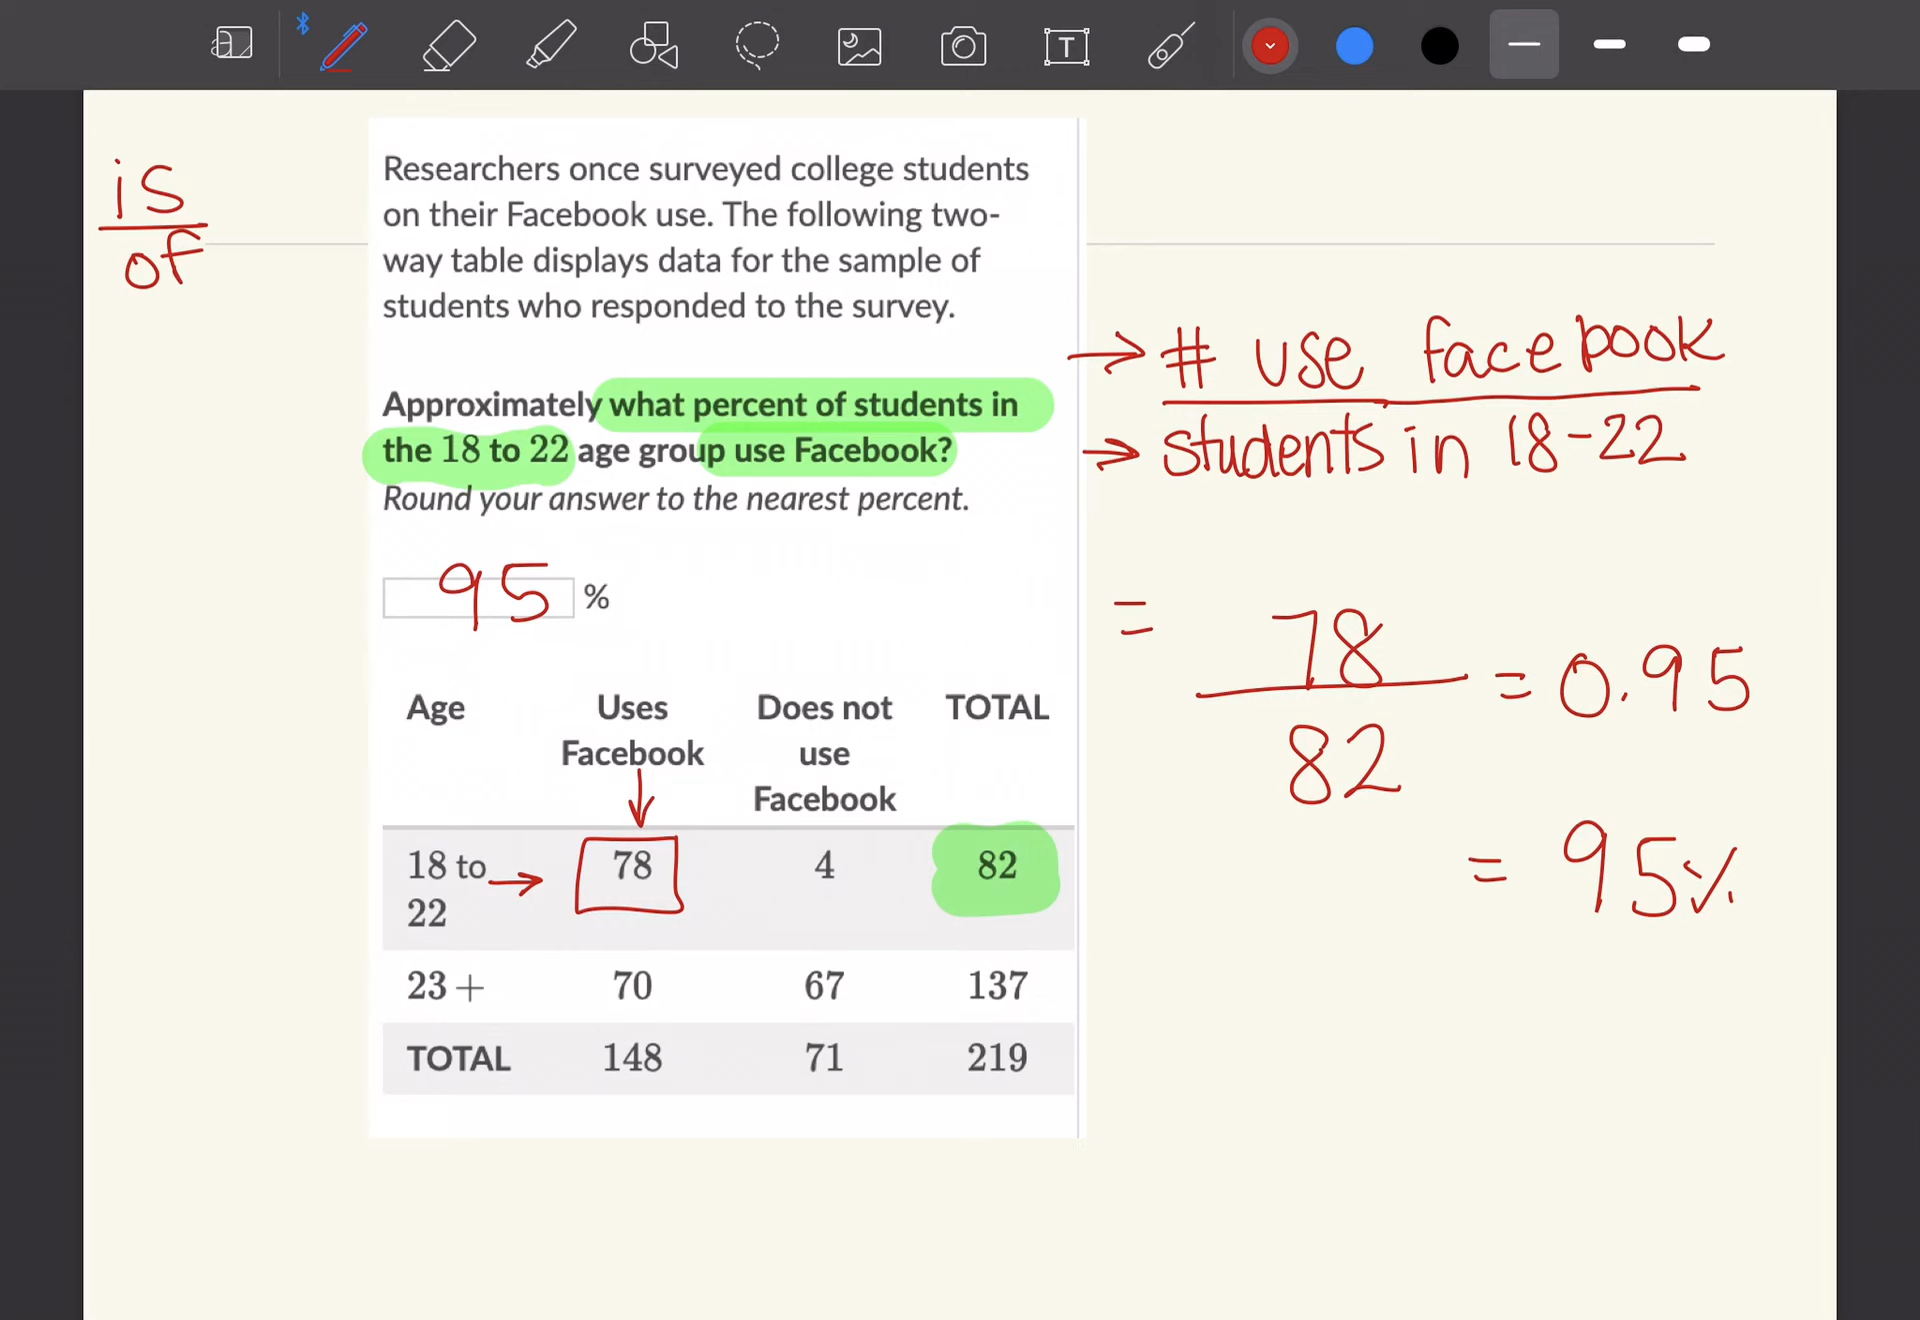 is
of
Researchers once surveyed college students
on their Facebook use. The following two-
way table displays data for the sample of
students who responded to the survey.
Approximately what percent of students in
the 18 to 22 age group use Facebook?
Round your answer to the nearest percent.
95 %
→ # use facebook
→ students in 18-22
= 78
82
= 0.95
= 95%
Age Uses Facebook Does not use Facebook TOTAL
18 to 22 → 78 4 82
23 + 70 67 137
TOTAL 148 71 219
T